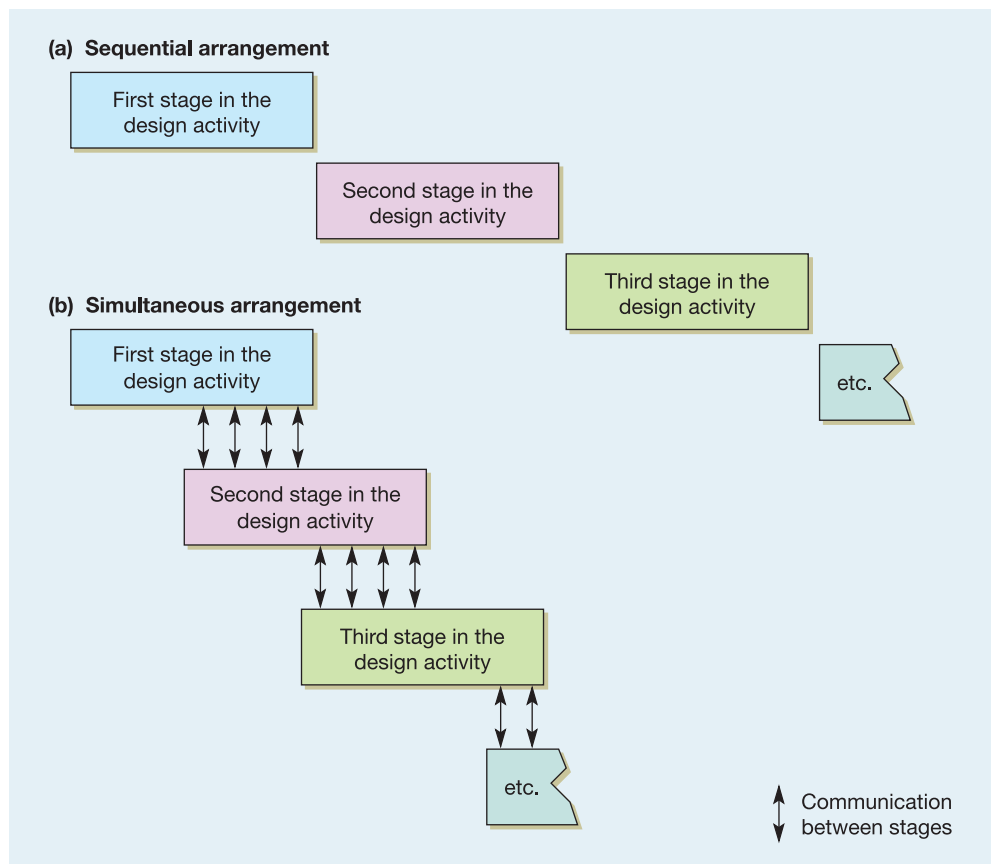 (a) Sequential arrangement
First stage in the
design activity
Second stage in the
design activity
Third stage in the
design activity
etc.
(b) Simultaneous arrangement
First stage in the
design activity
Second stage in the
design activity
Third stage in the
design activity
etc.
Communication
between stages